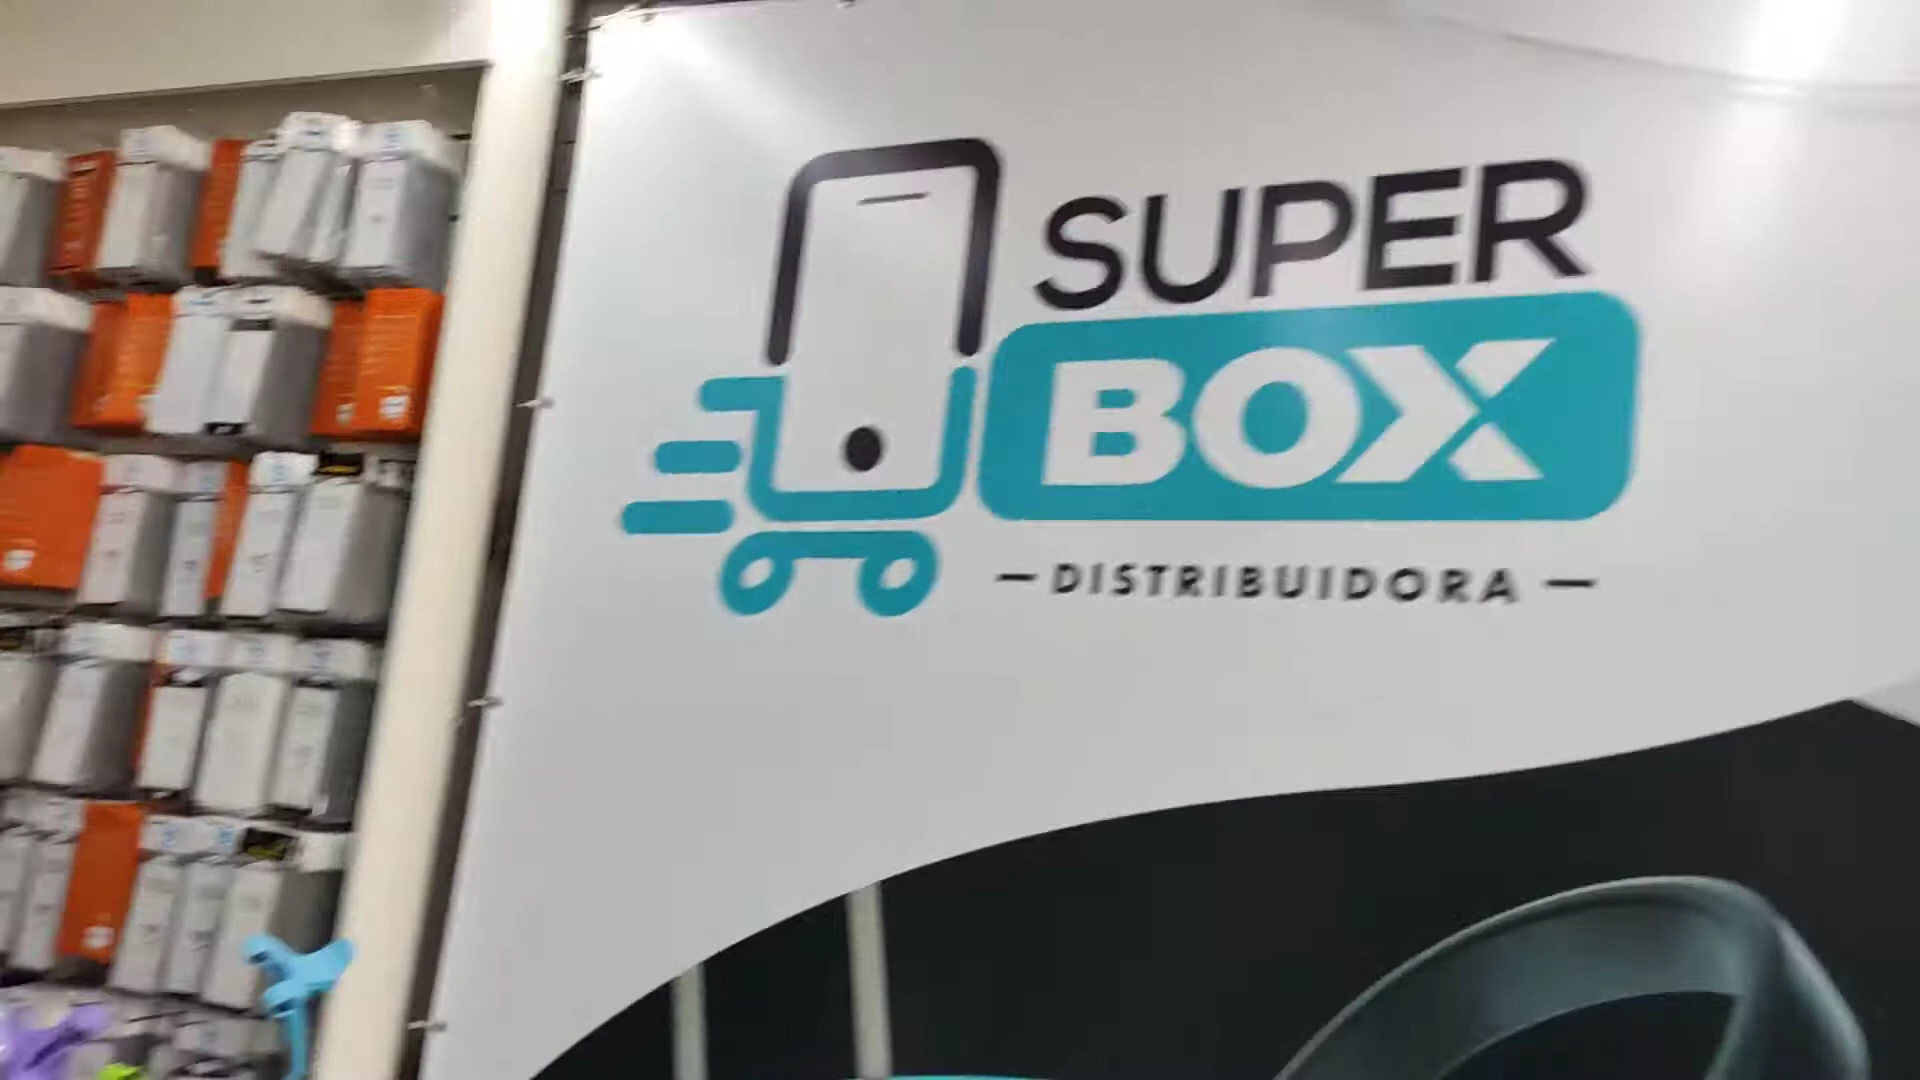 SUPER
BOX
— DISTRIBUIDORA —